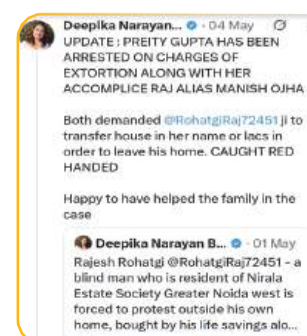 Deepika Narayan... · 04 May
UPDATE : PREITY GUPTA HAS BEEN
ARRESTED ON CHARGES OF
EXTORTION ALONG WITH HER
ACCOMPLICE RAJ ALIAS MANISH OJHA
Both demanded @RohatgiRaj72451 ji to
transfer house in her name or lacs in
order to leave his home. CAUGHT RED
HANDED
Happy to have helped the family in the
case
Deepika Narayan B... · 01 May
Rajesh Rohatgi @RohatgiRaj72451 - a
blind man who is resident of Nirala
Estate Society Greater Noida west is
forced to protest outside his own
home, bought by his life savings alo...